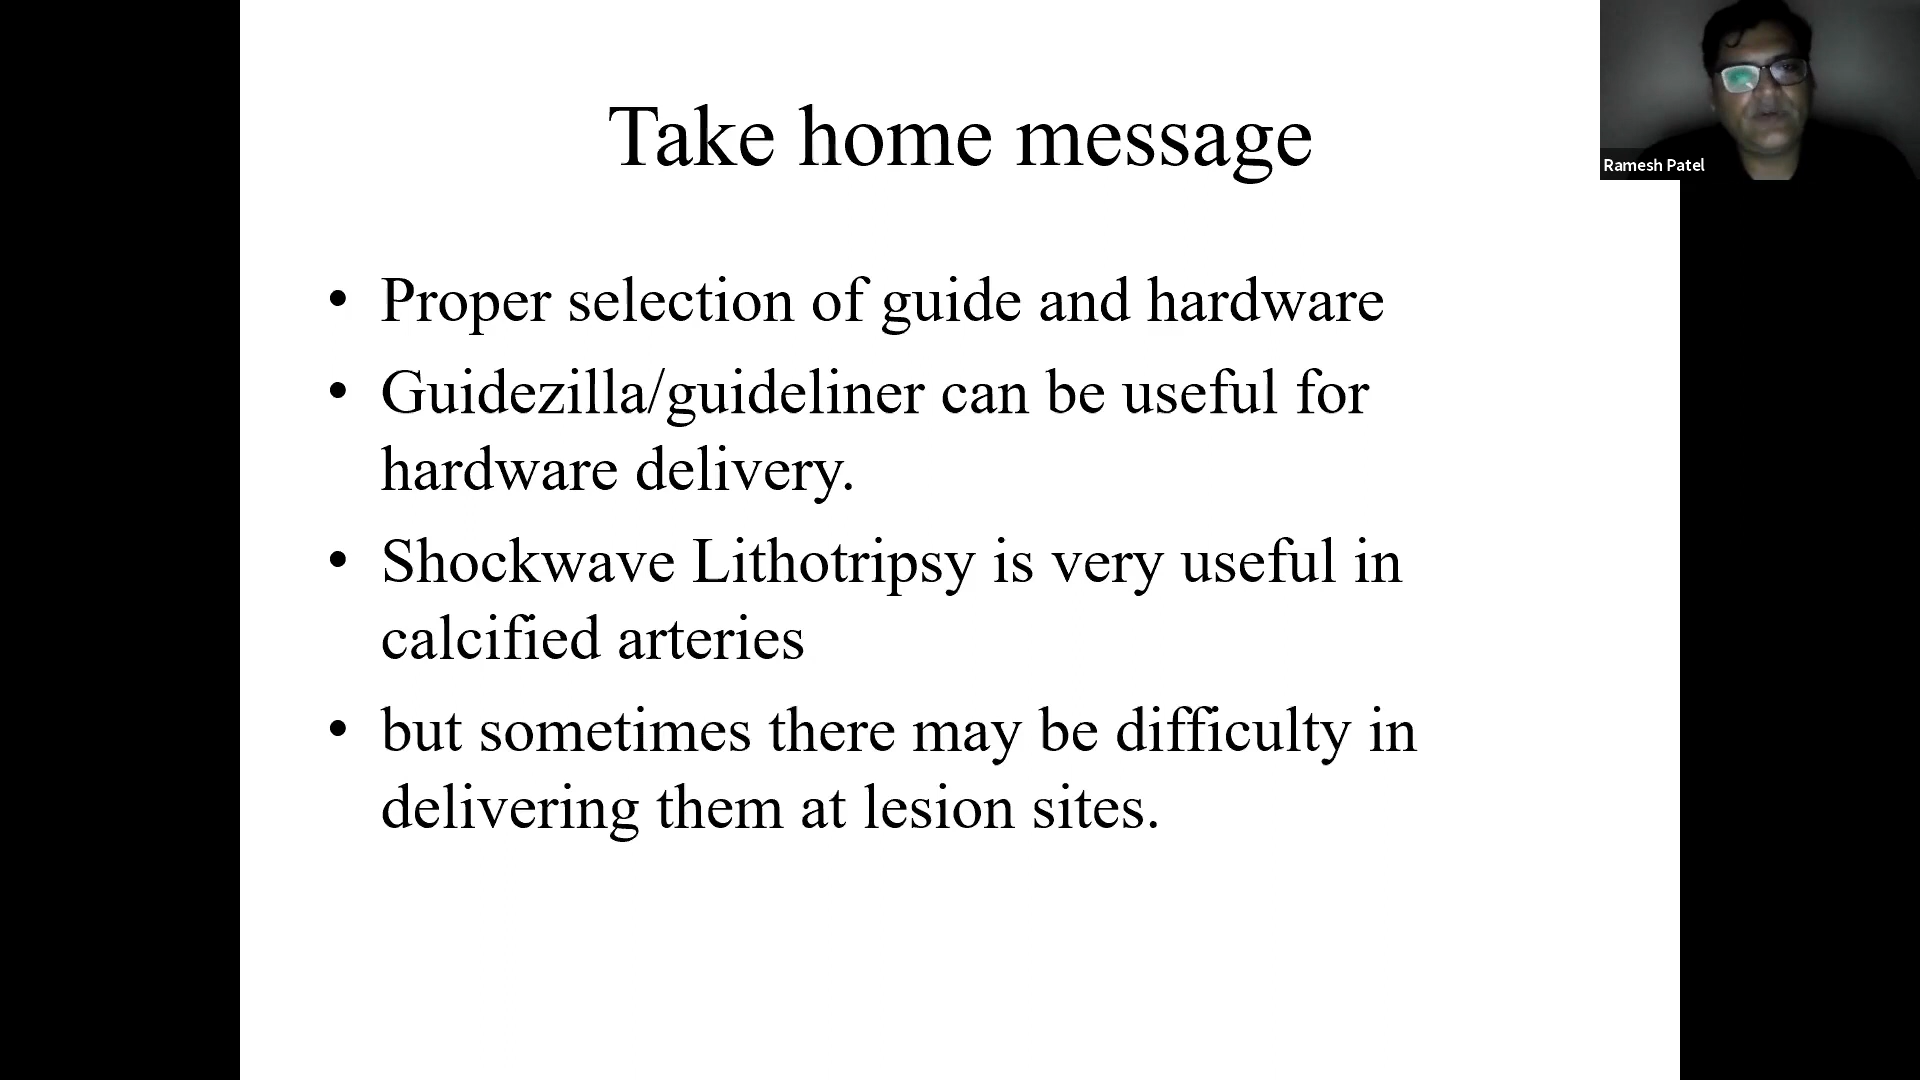 Take home message
• Proper selection of guide and hardware
• Guidezilla/guideliner can be useful for
hardware delivery.
• Shockwave Lithotripsy is very useful in
calcified arteries
• but sometimes there may be difficulty in
delivering them at lesion sites.
Ramesh Patel